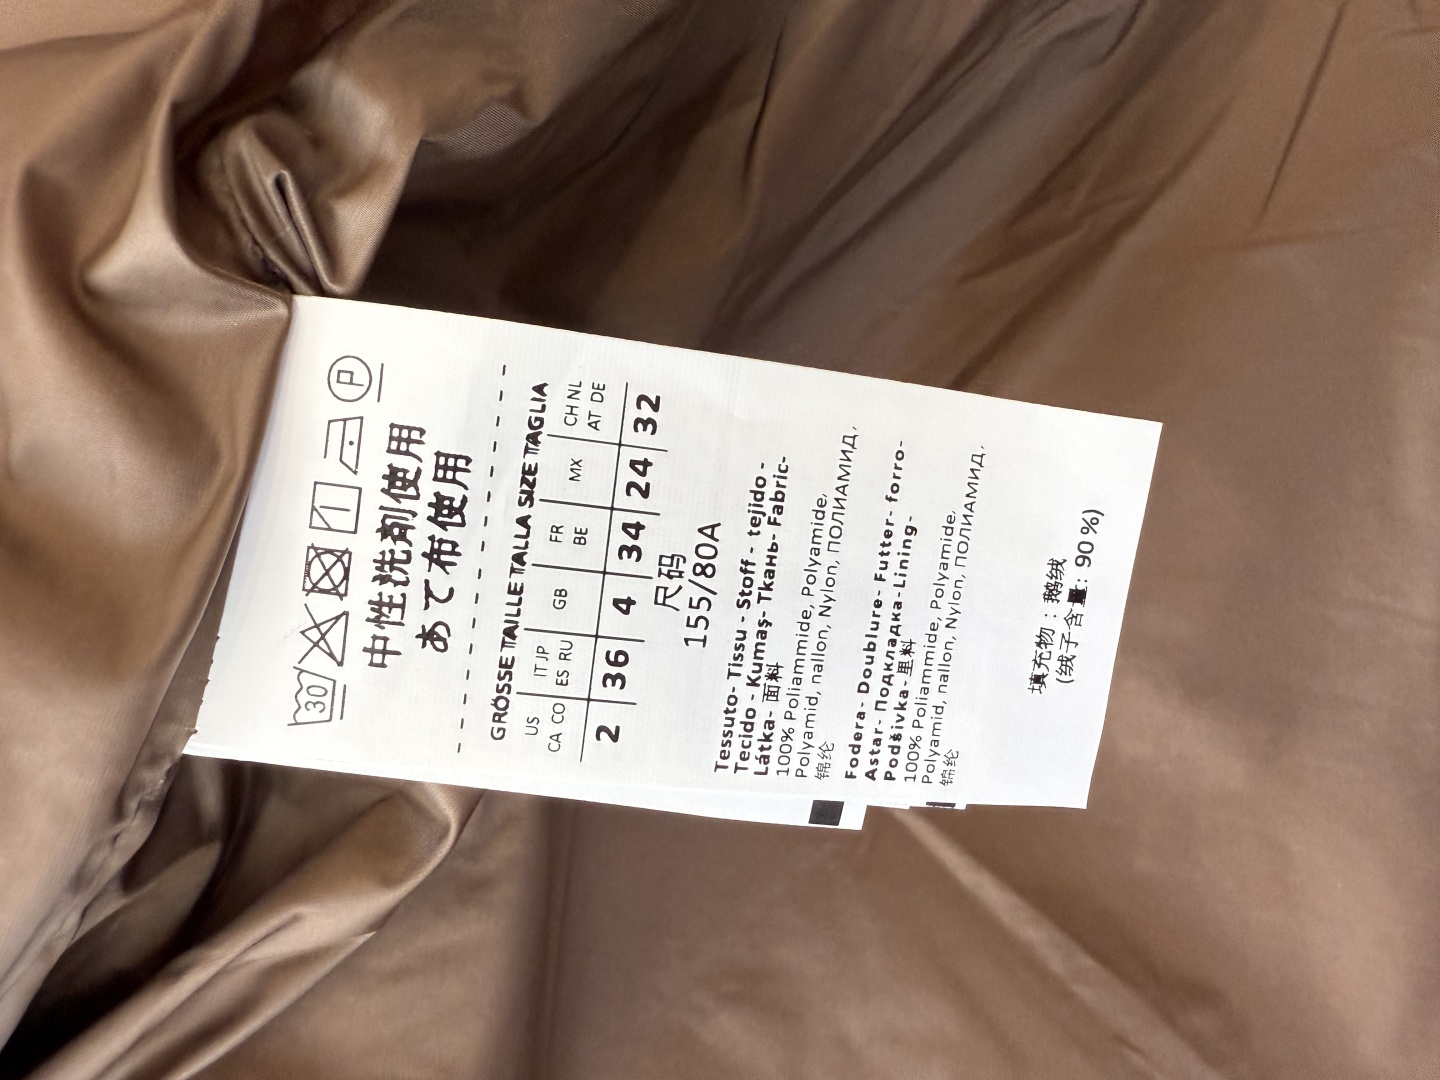 30
P
中性洗剤使用
あて布使用
GRÖSSE TAILLE TALLA SIZE TAGLIA
US CA CO | IT JP ES RU | GB | FR BE | MX | CH NL AT DE
2 | 36 | 4 | 34 | 24 | 32
尺码
155/80A
Tessuto- Tissu - Stoff - tejido -
Tecido - Kumaş- Ткань- Fabric-
Látka- 面料
100% Poliammide, Polyamide,
Polyamid, nallon, Nylon, ПОЛИАМИД,
锦纶
Fodera- Doublure- Futter- forro-
Astar- Подкладка-Lining-
Podšívka- 里料
100% Poliammide, Polyamide,
Polyamid, nallon, Nylon, ПОЛИАМИД,
锦纶
填充物：鹅绒
(绒子含量: 90 %)